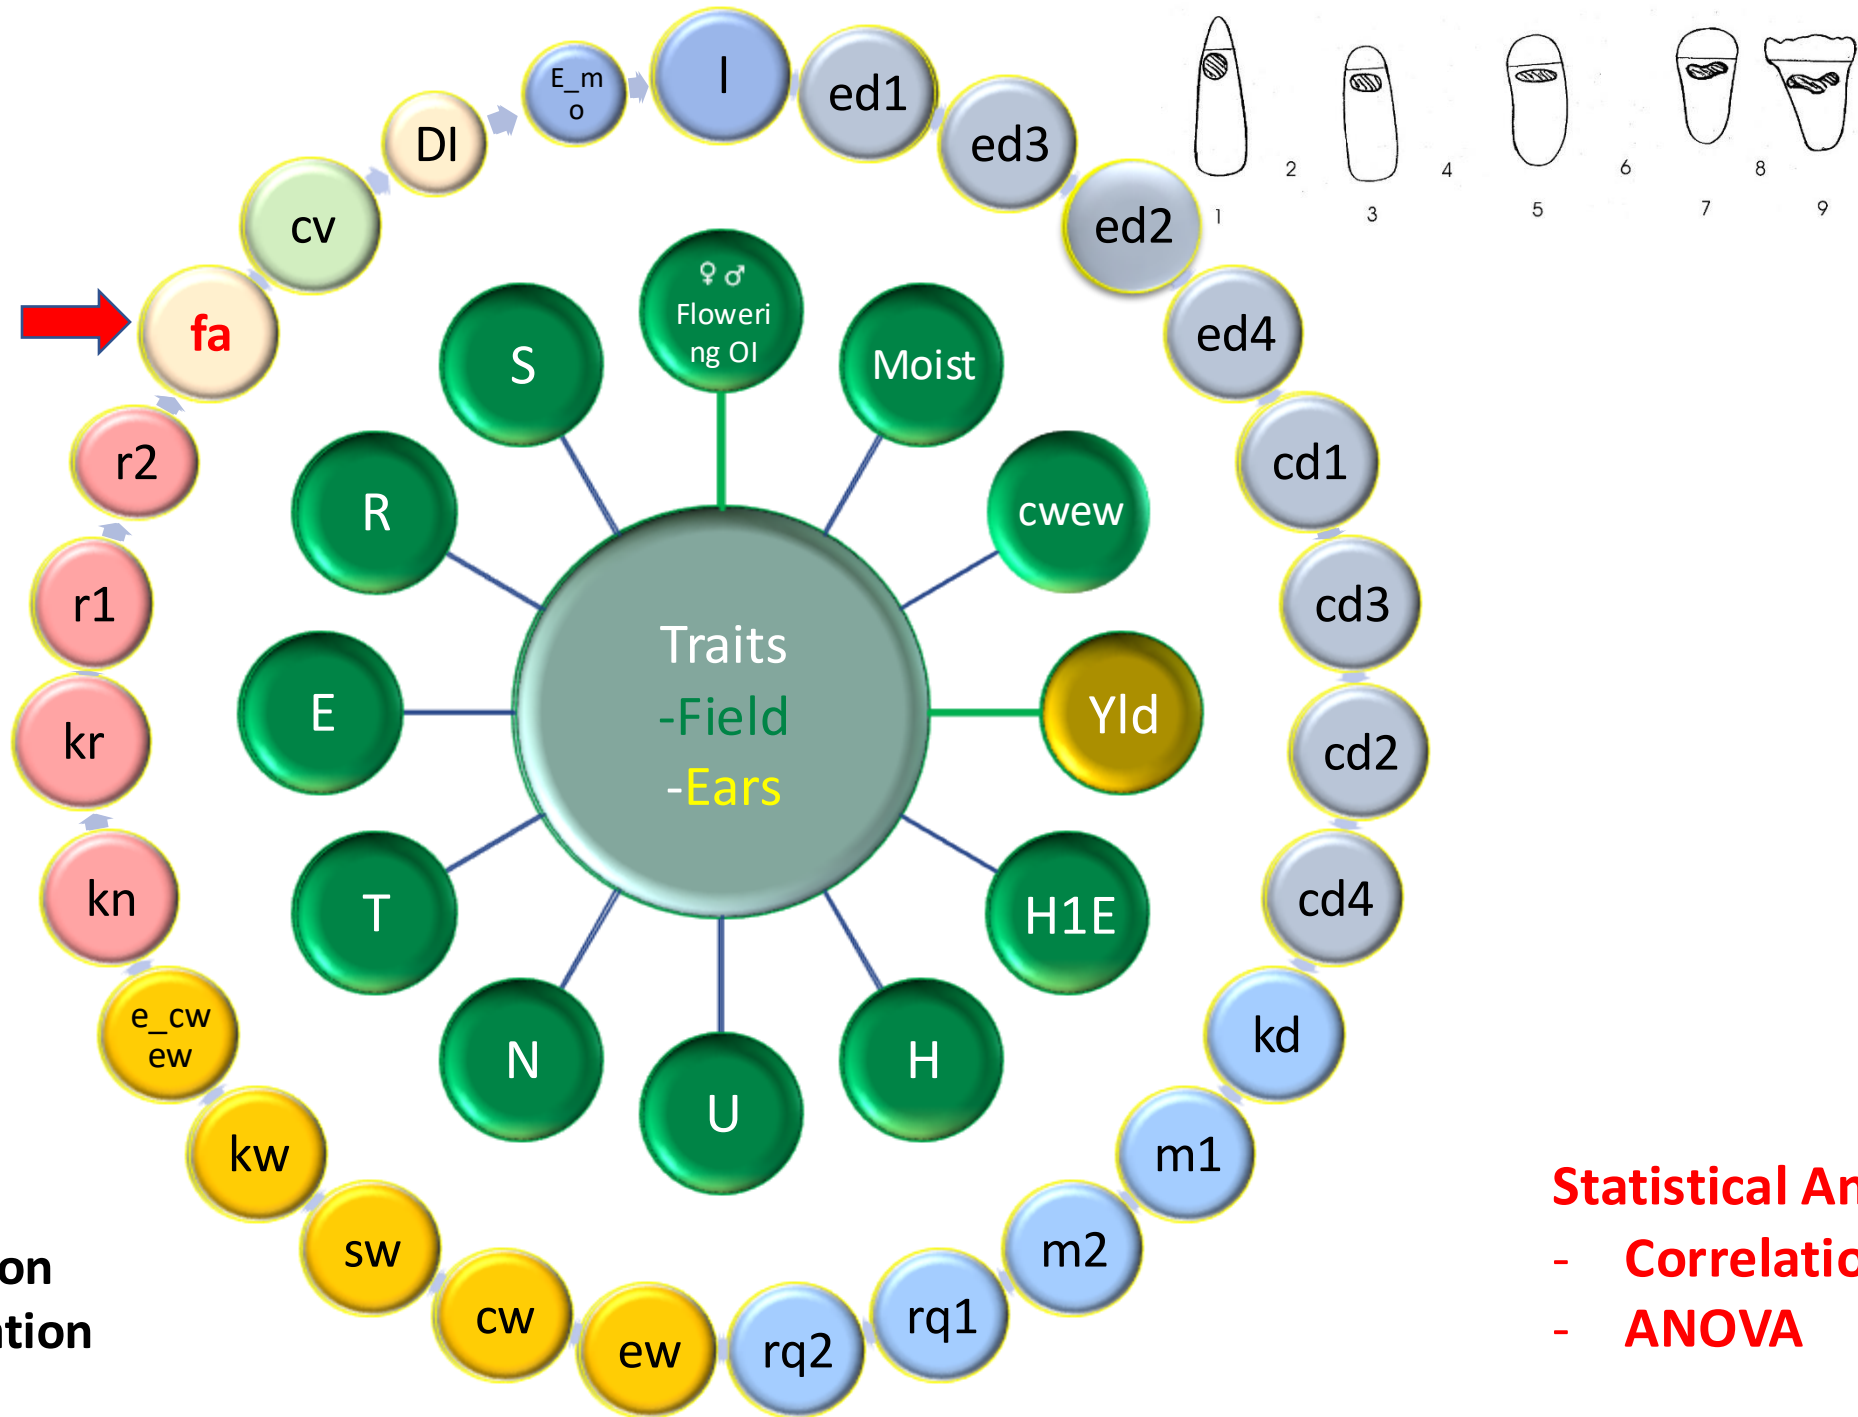 E_m
o
l
ed1
ed3
ed2
ed4
cd1
cd3
cd2
cd4
kd
m1
m2
rq1
rq2
ew
cw
sw
kw
e_cw
ew
kn
kr
r1
r2
fa
cv
DI
♀ ♂
Floweri
ng OI
Moist
cwew
Yld
H1E
H
U
N
T
E
R
S
Traits
-Field
-Ears
2
4
6
8
1
3
5
7
9
on
ation
Statistical An
- Correlatio
- ANOVA